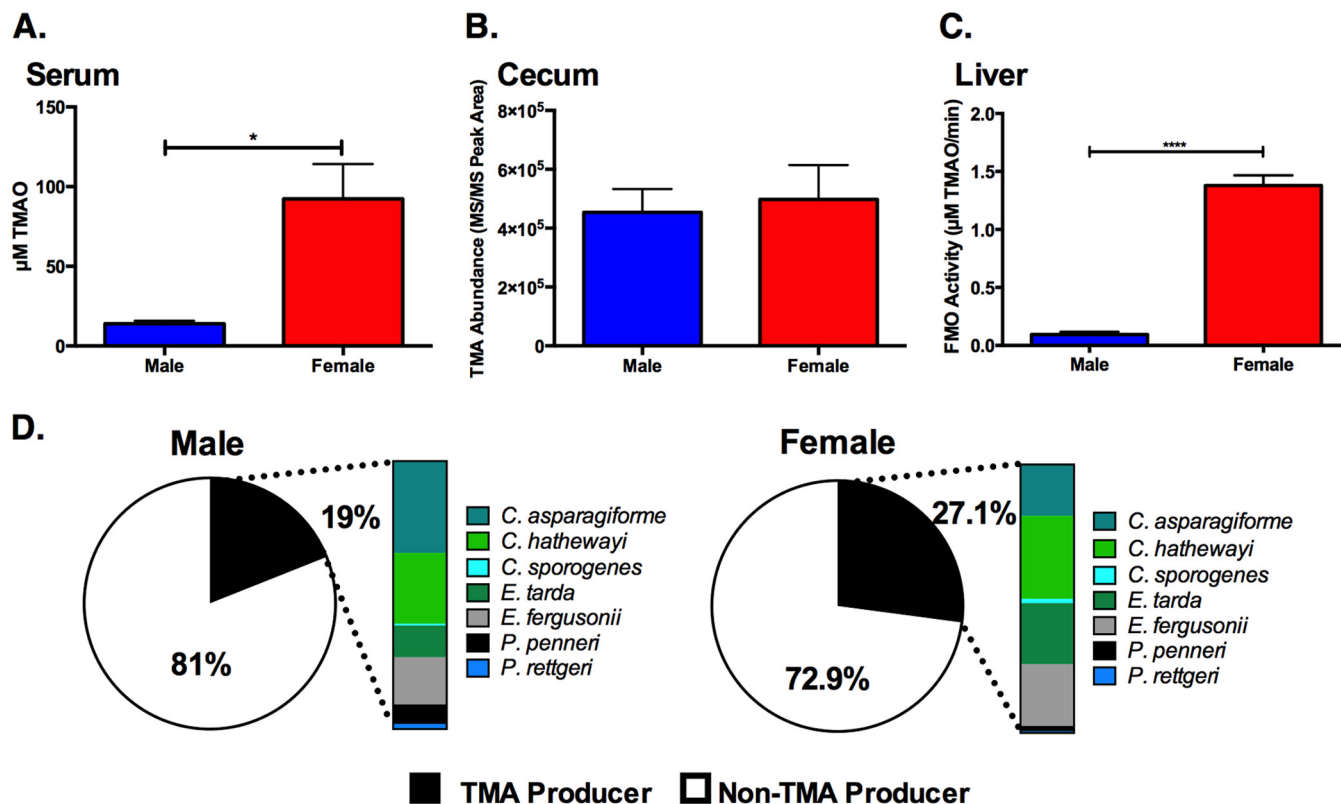 A.
B.
C.
Serum
Cecum
Liver
µM TMAO
150
100
50
0
*
Male
Female
TMA Abundance (MS/MS Peak Area)
8×10⁵
6×10⁵
4×10⁵
2×10⁵
0
Male
Female
FMO Activity (µM TMAO/min)
2.0
1.5
1.0
0.5
0.0
****
Male
Female
D.
Male
19%
81%
C. asparagiforme
C. hathewayi
C. sporogenes
E. tarda
E. fergusonii
P. penneri
P. rettgeri
Female
27.1%
72.9%
C. asparagiforme
C. hathewayi
C. sporogenes
E. tarda
E. fergusonii
P. penneri
P. rettgeri
TMA Producer
Non-TMA Producer